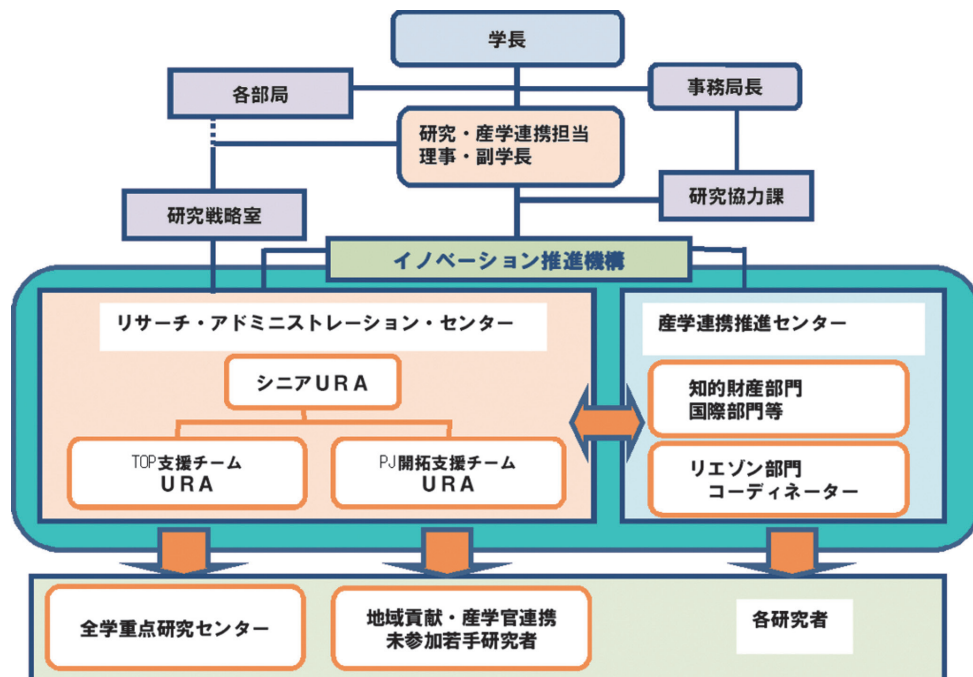 学長
各部局
事務局長
研究・産学連携担当
理事・副学長
研究戦略室
研究協力課
イノベーション推進機構
リサーチ・アドミニストレーション・センター
産学連携推進センター
シニアURA
知的財産部門
国際部門等
TOP支援チーム
URA
PJ開拓支援チーム
URA
リエゾン部門
コーディネーター
全学重点研究センター
地域貢献・産学官連携
未参加若手研究者
各研究者